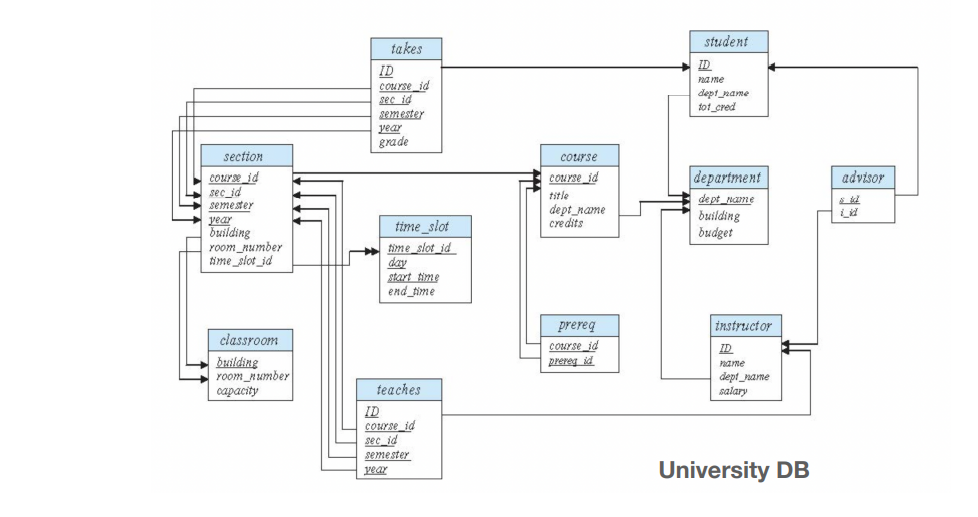 takes
ID
course_id
sec_id
semester
year
grade
student
ID
name
dept_name
tot_cred
section
course_id
sec_id
semester
year
building
room_number
time_slot_id
course
course_id
title
dept_name
credits
department
dept_name
building
budget
advisor
s_id
i_id
time_slot
time_slot_id
day
start_time
end_time
prereq
course_id
prereq_id
instructor
ID
name
dept_name
salary
classroom
building
room_number
capacity
teaches
ID
course_id
sec_id
semester
year
University DB